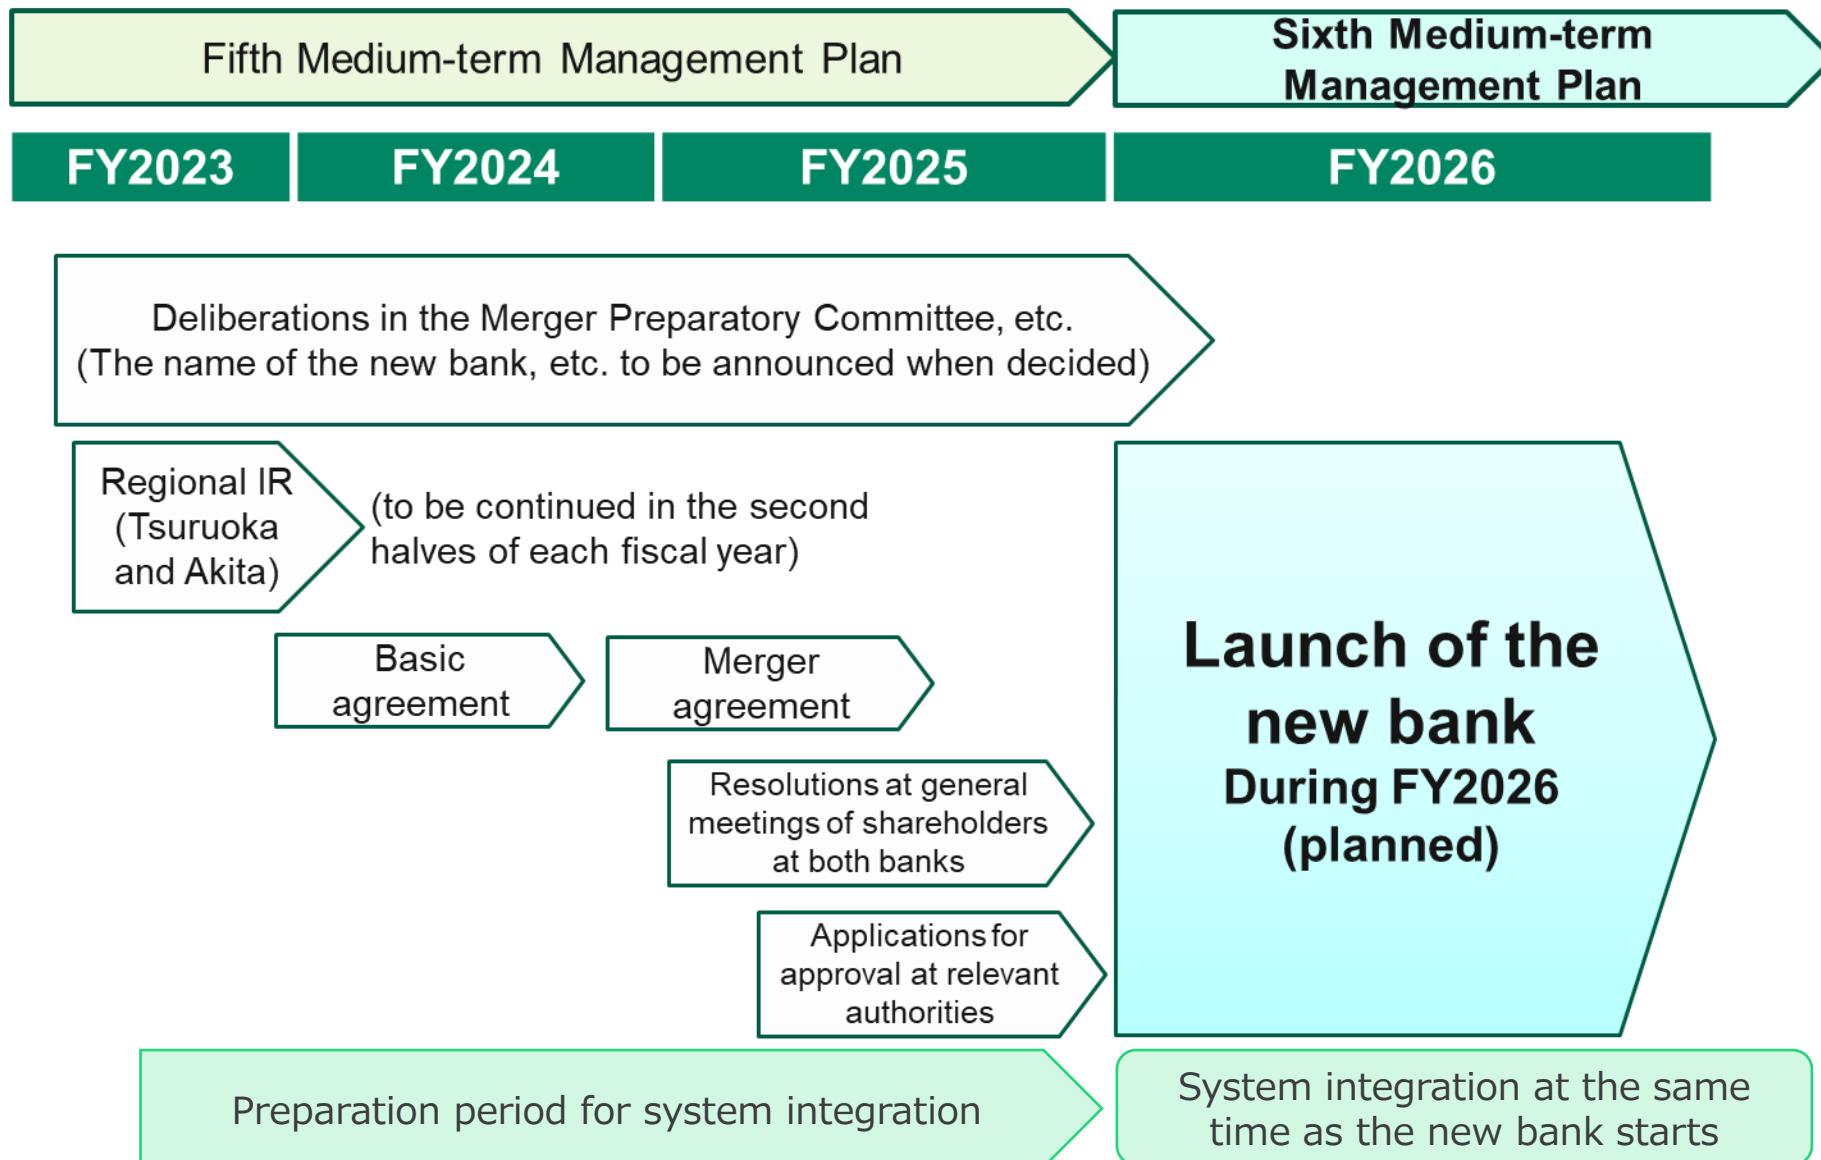 Fifth Medium-term Management Plan
Sixth Medium-term
Management Plan
FY2023
FY2024
FY2025
FY2026
Deliberations in the Merger Preparatory Committee, etc.
(The name of the new bank, etc. to be announced when decided)
Regional IR
(Tsuruoka
and Akita)
(to be continued in the second
halves of each fiscal year)
Basic
agreement
Merger
agreement
Resolutions at general
meetings of shareholders
at both banks
Applications for
approval at relevant
authorities
Launch of the
new bank
During FY2026
(planned)
Preparation period for system integration
System integration at the same
time as the new bank starts